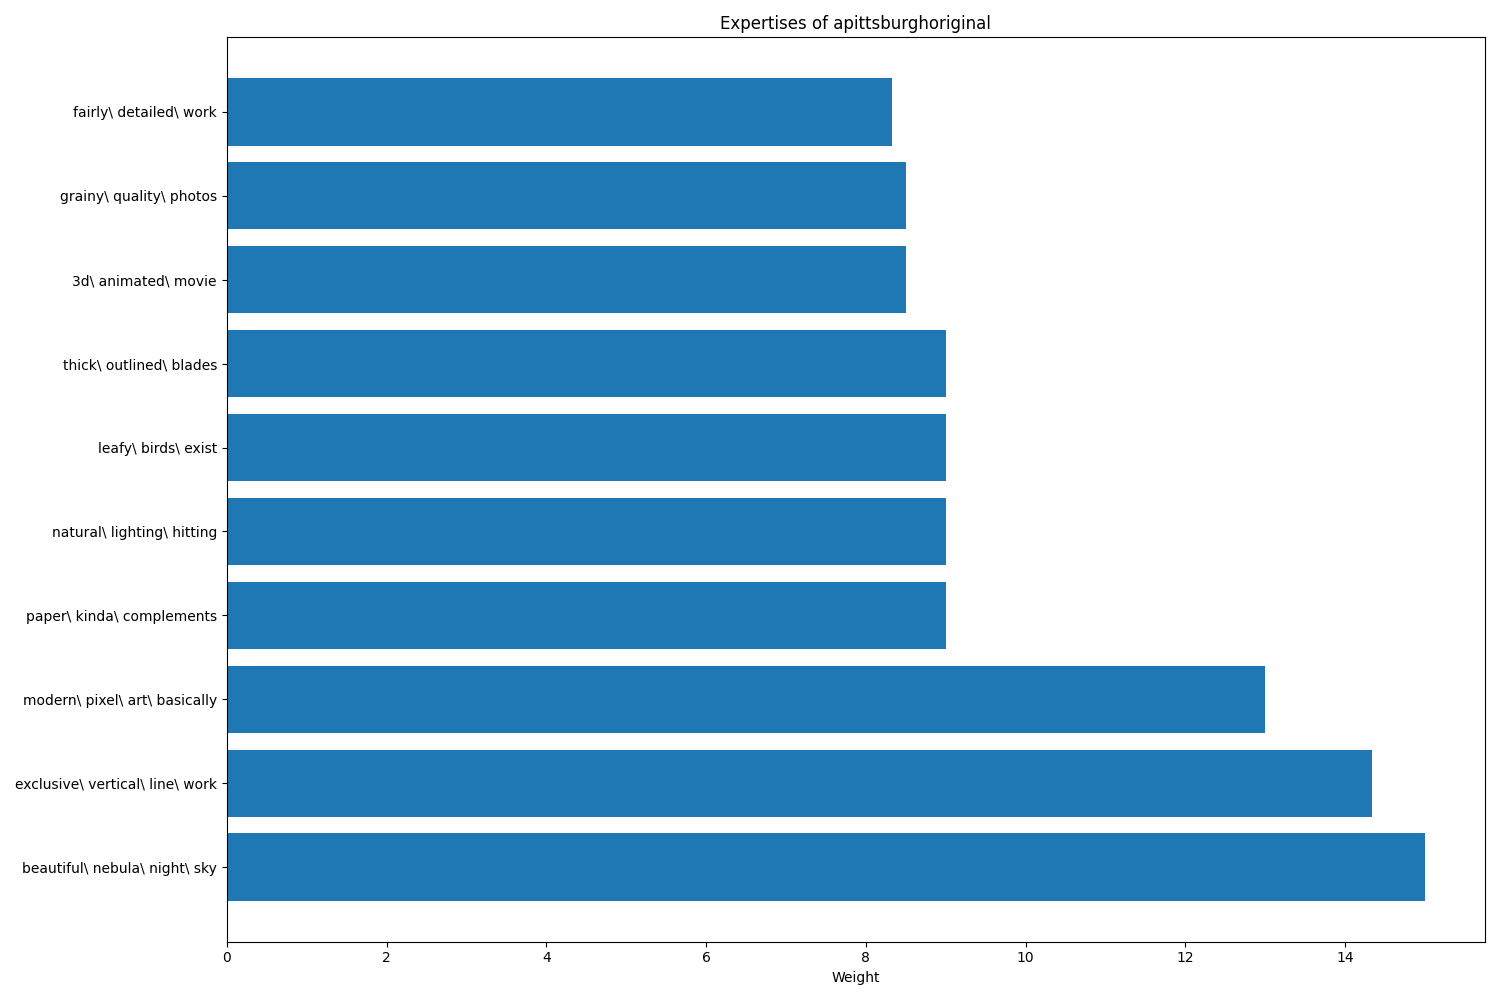 Expertises of apittsburghoriginal
fairly\ detailed\ work
grainy\ quality\ photos
3d\ animated\ movie
thick\ outlined\ blades
leafy\ birds\ exist
natural\ lighting\ hitting
paper\ kinda\ complements
modern\ pixel\ art\ basically
exclusive\ vertical\ line\ work
beautiful\ nebula\ night\ sky
0 2 4 6 8 10 12 14
Weight